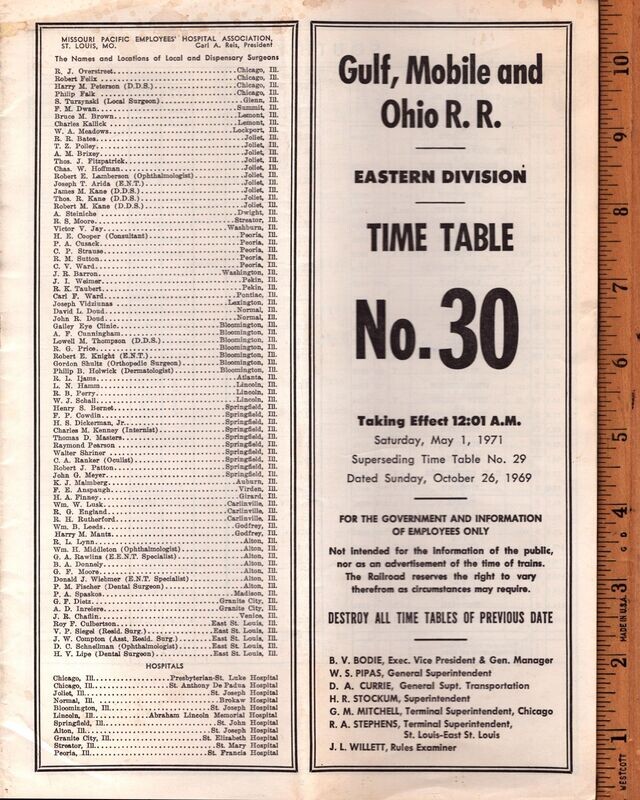 MISSOURI PACIFIC EMPLOYEES' HOSPITAL ASSOCIATION,
ST. LOUIS, MO. Carl A. Reis, President
The Names and Locations of Local and Dispensary Surgeons
R. J. Overstreet Chicago, Ill.
Robert Felix Chicago, Ill.
Harry M. Peterson (D.D.S.) Chicago, Ill.
Philip Falk Chicago, Ill.
S. Turzynski (Local Surgeon) Glenn, Ill.
F. M. Dwan Summit, Ill.
Bruce M. Brown Lemont, Ill.
Charles Kallick Lemont, Ill.
W. A. Meadows Lockport, Ill.
R. R. Bates Joliet, Ill.
T. Z. Polley Joliet, Ill.
A. M. Brizey Joliet, Ill.
Thos. J. Fitzpatrick Joliet, Ill.
Chas. W. Hoffman Joliet, Ill.
Robert E. Lamberson (Ophthalmologist) Joliet, Ill.
Joseph T. Arida (E.N.T.) Joliet, Ill.
James M. Kane (D.D.S.) Joliet, Ill.
Thos. R. Kane (D.D.S.) Joliet, Ill.
Robert M. Kane (D.D.S.) Joliet, Ill.
A. Steiniche Dwight, Ill.
R. S. Moore Streator, Ill.
Victor V. Jay Washburn, Ill.
H. E. Cooper (Consultant) Peoria, Ill.
P. A. Cusack Peoria, Ill.
C. P. Strause Peoria, Ill.
R. M. Sutton Peoria, Ill.
C. V. Ward Peoria, Ill.
J. R. Barron Washington, Ill.
J. I. Weimer Pekin, Ill.
R. K. Taubert Pekin, Ill.
Carl F. Ward Pontiac, Ill.
Joseph Vidziunas Lexington, Ill.
David L. Doud Normal, Ill.
John R. Doud Normal, Ill.
Gailey Eye Clinic Bloomington, Ill.
A. F. Cunningham Bloomington, Ill.
Lowell M. Thompson (D.D.S.) Bloomington, Ill.
R. G. Price Bloomington, Ill.
Robert E. Knight (E.N.T.) Bloomington, Ill.
Gordon Shultz (Orthopedic Surgeon) Bloomington, Ill.
Philip B. Holwick (Dermatologist) Bloomington, Ill.
R. L. Ijams Atlanta, Ill.
L. N. Hamm Lincoln, Ill.
R. B. Perry Lincoln, Ill.
W. J. Schall Lincoln, Ill.
Henry S. Bernet Springfield, Ill.
F. P. Cowdin Springfield, Ill.
H. S. Dickerman, Jr. Springfield, Ill.
Charles M. Kenney (Internist) Springfield, Ill.
Thomas D. Masters Springfield, Ill.
Raymond Pearson Springfield, Ill.
Walter Shriner Springfield, Ill.
C. A. Ranker (Oculist) Springfield, Ill.
Robert J. Patton Springfield, Ill.
John G. Meyer Springfield, Ill.
K. J. Malmberg Auburn, Ill.
F. E. Anspaugh Virden, Ill.
H. A. Finney Girard, Ill.
Wm. W. Lusk Carlinville, Ill.
R. G. England Carlinville, Ill.
R. H. Rutherford Carlinville, Ill.
Wm. B. Leeds Godfrey, Ill.
Harry M. Mantz Godfrey, Ill.
R. L. Lynn Alton, Ill.
Wm. H. Middleton (Ophthalmologist) Alton, Ill.
G. A. Rawlins (E.E.N.T. Specialist) Alton, Ill.
B. A. Donnely Alton, Ill.
G. F. Moore Alton, Ill.
Donald J. Wiebmer (E.N.T. Specialist) Alton, Ill.
P. M. Fischer (Dental Surgeon) Alton, Ill.
P. A. Spaskos Madison, Ill.
G. F. Dietz Granite City, Ill.
A. D. Inreiere Granite City, Ill.
J. R. Chaflin Venice, Ill.
Roy F. Culbertson East St. Louis, Ill.
V. P. Siegel (Resid. Surg.) East St. Louis, Ill.
J. W. Compton (Asst. Resid. Surg.) East St. Louis, Ill.
D. C. Schneilman (Ophthalmologist) East St. Louis, Ill.
H. V. Lipe (Dental Surgeon) East St. Louis, Ill.
HOSPITALS
Chicago, Ill. Presbyterian-St. Luke Hospital
Chicago, Ill. St Anthony De Padua Hospital
Joliet, Ill. St Joseph Hospital
Normal, Ill. Brokaw Hospital
Bloomington, Ill. St Joseph Hospital
Lincoln, Ill. Abraham Lincoln Memorial Hospital
Springfield, Ill. St John Hospital
Alton, Ill. St Joseph Hospital
Granite City, Ill. St Elizabeth Hospital
Streator, Ill. St Mary Hospital
Peoria, Ill. St Francis Hospital
Gulf, Mobile and
Ohio R. R.
EASTERN DIVISION
TIME TABLE
No. 30
Taking Effect 12:01 A.M.
Saturday, May 1, 1971
Superseding Time Table No. 29
Dated Sunday, October 26, 1969
FOR THE GOVERNMENT AND INFORMATION
OF EMPLOYEES ONLY
Not intended for the information of the public,
nor as an advertisement of the time of trains.
The Railroad reserves the right to vary
therefrom as circumstances may require.
DESTROY ALL TIME TABLES OF PREVIOUS DATE
B. V. BODIE, Exec. Vice President & Gen. Manager
W. S. PIPAS, General Superintendent
D. A. CURRIE, General Supt. Transportation
H. R. STOCKUM, Superintendent
G. M. MITCHELL, Terminal Superintendent, Chicago
R. A. STEPHENS, Terminal Superintendent,
St. Louis-East St. Louis
J. L. WILLETT, Rules Examiner
10
9
8
7
6
5
4
3
2
1
MADE IN U.S.A.
WESTCOTT